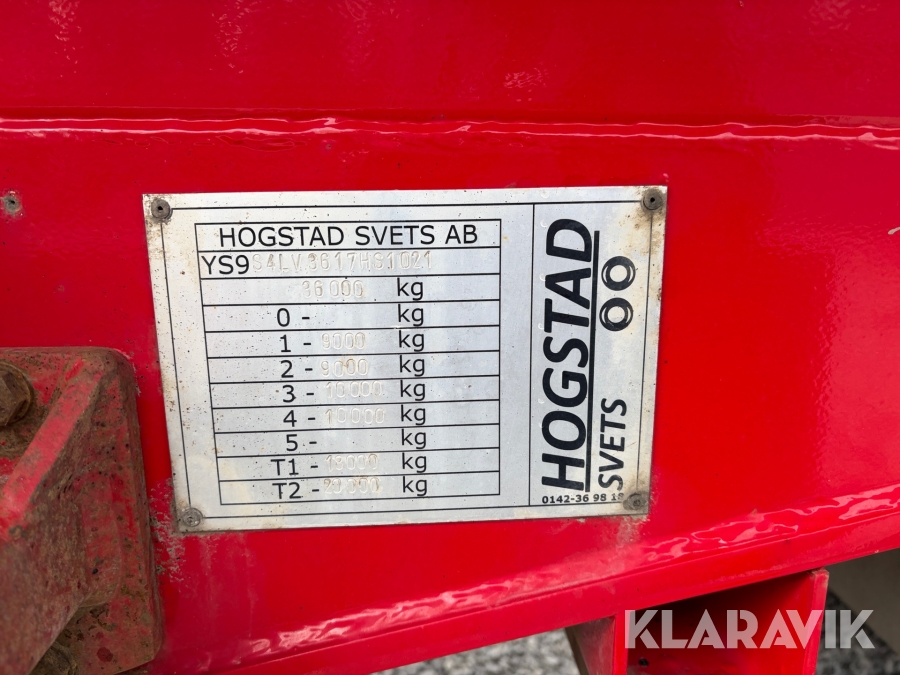 HÖGSTAD SVETS AB
YS9S4LV3617HS1021
36000 kg
0 - kg
1 - 9000 kg
2 - 9000 kg
3 - 10000 kg
4 - 10000 kg
5 - kg
T1 - 18000 kg
T2 - 20000 kg
HOGSTAD
SVETS
0142-36 98 18
KLARAVIK